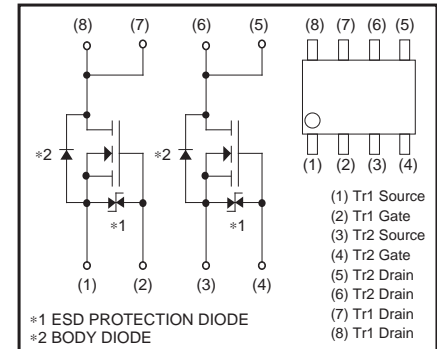 (8) (7) (6) (5)
*2 *2
*1 *1
(1) (2) (3) (4)
*1 ESD PROTECTION DIODE
*2 BODY DIODE
(8) (7) (6) (5)
(1) (2) (3) (4)
(1) Tr1 Source
(2) Tr1 Gate
(3) Tr2 Source
(4) Tr2 Gate
(5) Tr2 Drain
(6) Tr2 Drain
(7) Tr1 Drain
(8) Tr1 Drain